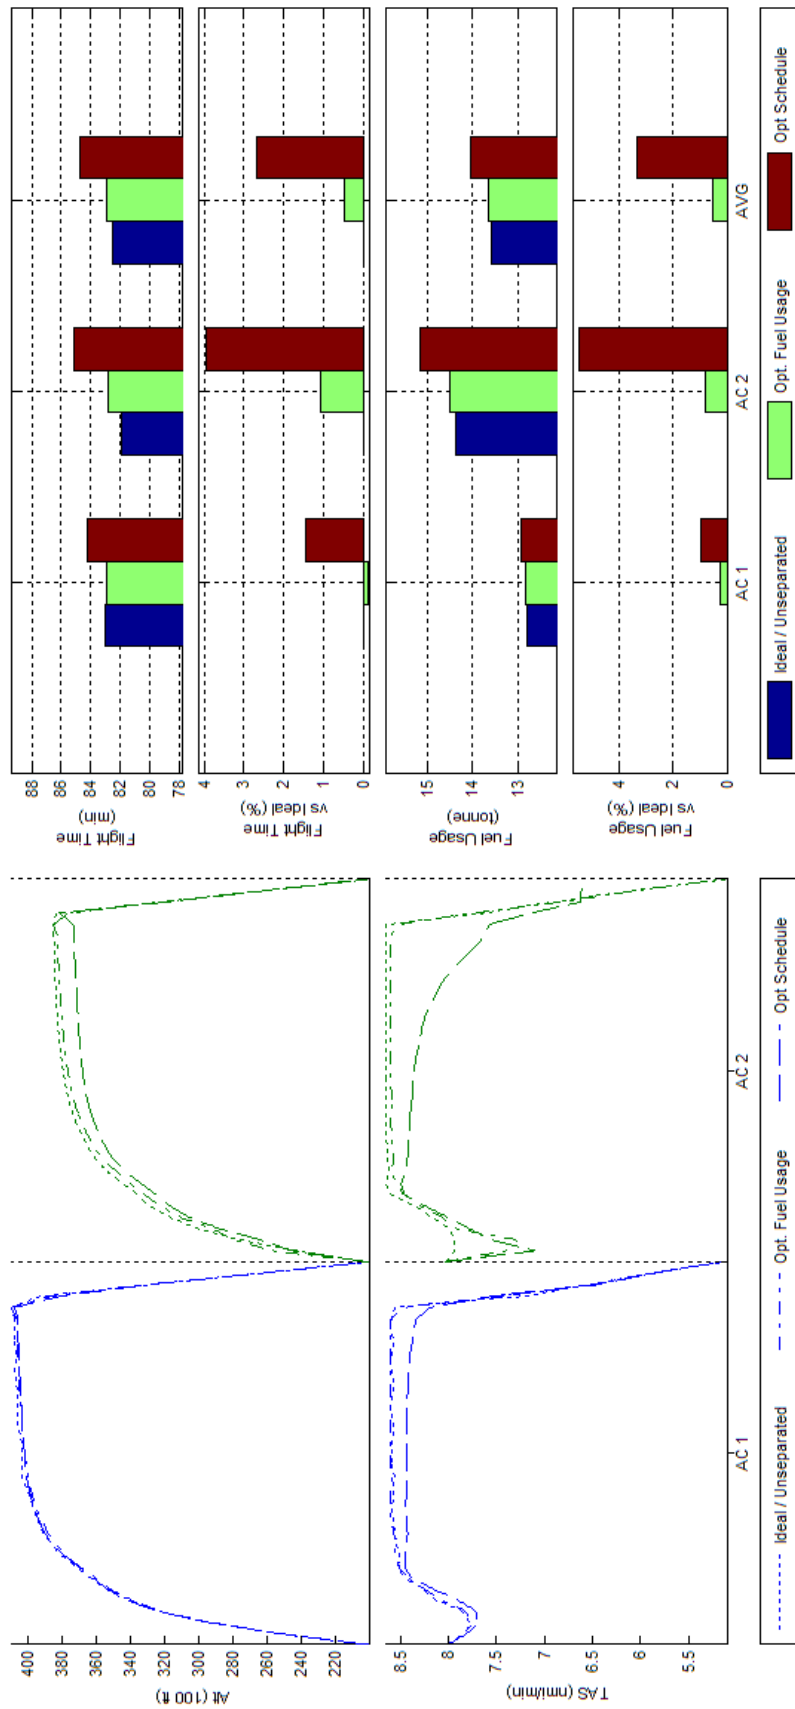 Alt (100 ft)
400
380
360
340
320
300
280
260
240
220
TAS (nmi/min)
8.5
8
7.5
7
6.5
6
5.5
AC 1
AC 2
Ideal / Unseparated
Opt. Fuel Usage
Opt Schedule
Flight Time
(min)
88
86
84
82
80
78
Flight Time
vs Ideal (%)
4
3
2
1
0
Fuel Usage
(tonne)
15
14
13
Fuel Usage
vs Ideal (%)
4
2
0
AC 1
AC 2
AVG
Ideal / Unseparated
Opt. Fuel Usage
Opt Schedule